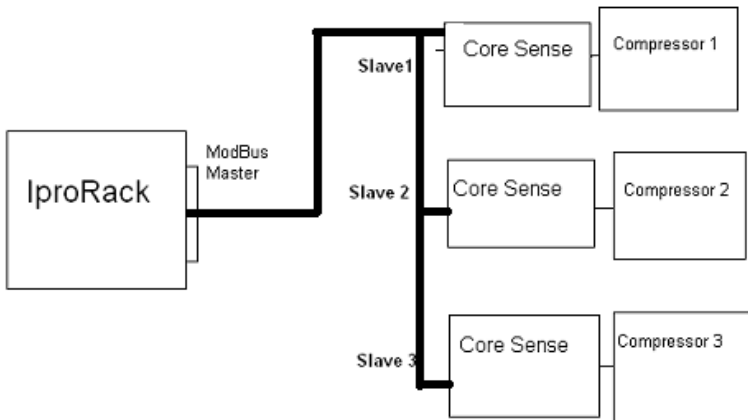 IproRack
ModBus
Master
Slave1
Core Sense
Compressor 1
Slave 2
Core Sense
Compressor 2
Slave 3
Core Sense
Compressor 3